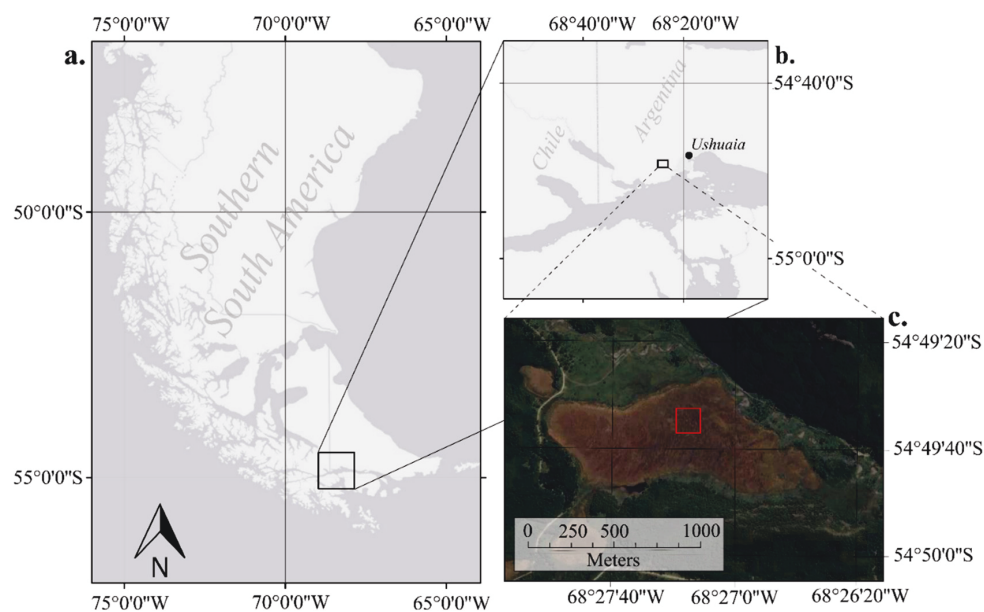 75°0'0"W 70°0'0"W 65°0'0"W
a.
Southern
South America
50°0'0"S
55°0'0"S
N
75°0'0"W 70°0'0"W 65°0'0"W
68°40'0"W 68°20'0"W
b.
54°40'0"S
Chile
Argentina
Ushuaia
55°0'0"S
c.
54°49'20"S
54°49'40"S
54°50'0"S
0 250 500 1000
Meters
68°27'40"W 68°27'0"W 68°26'20"W